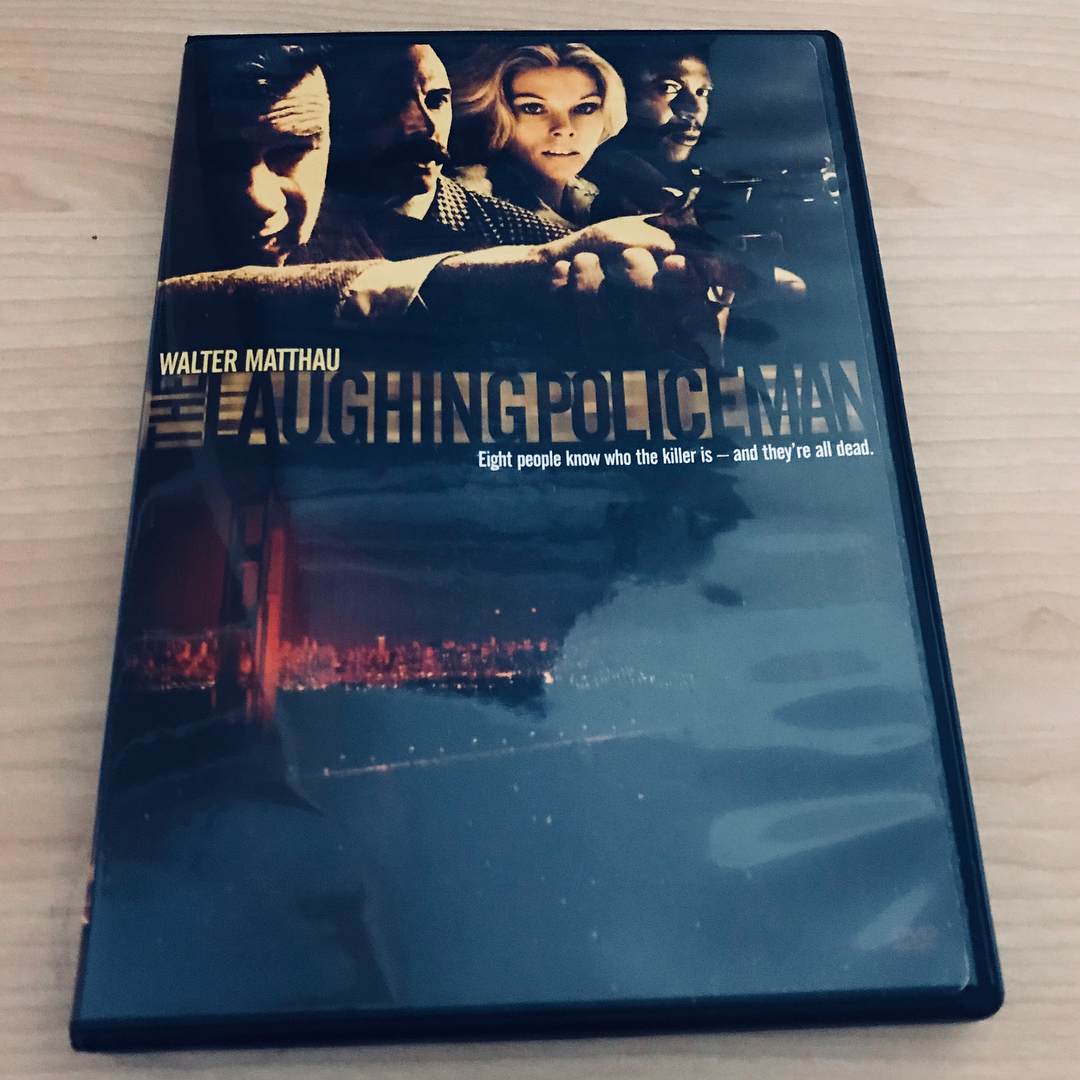 WALTER MATTHAU
THE LAUGHING POLICEMAN
Eight people know who the killer is – and they're all dead.